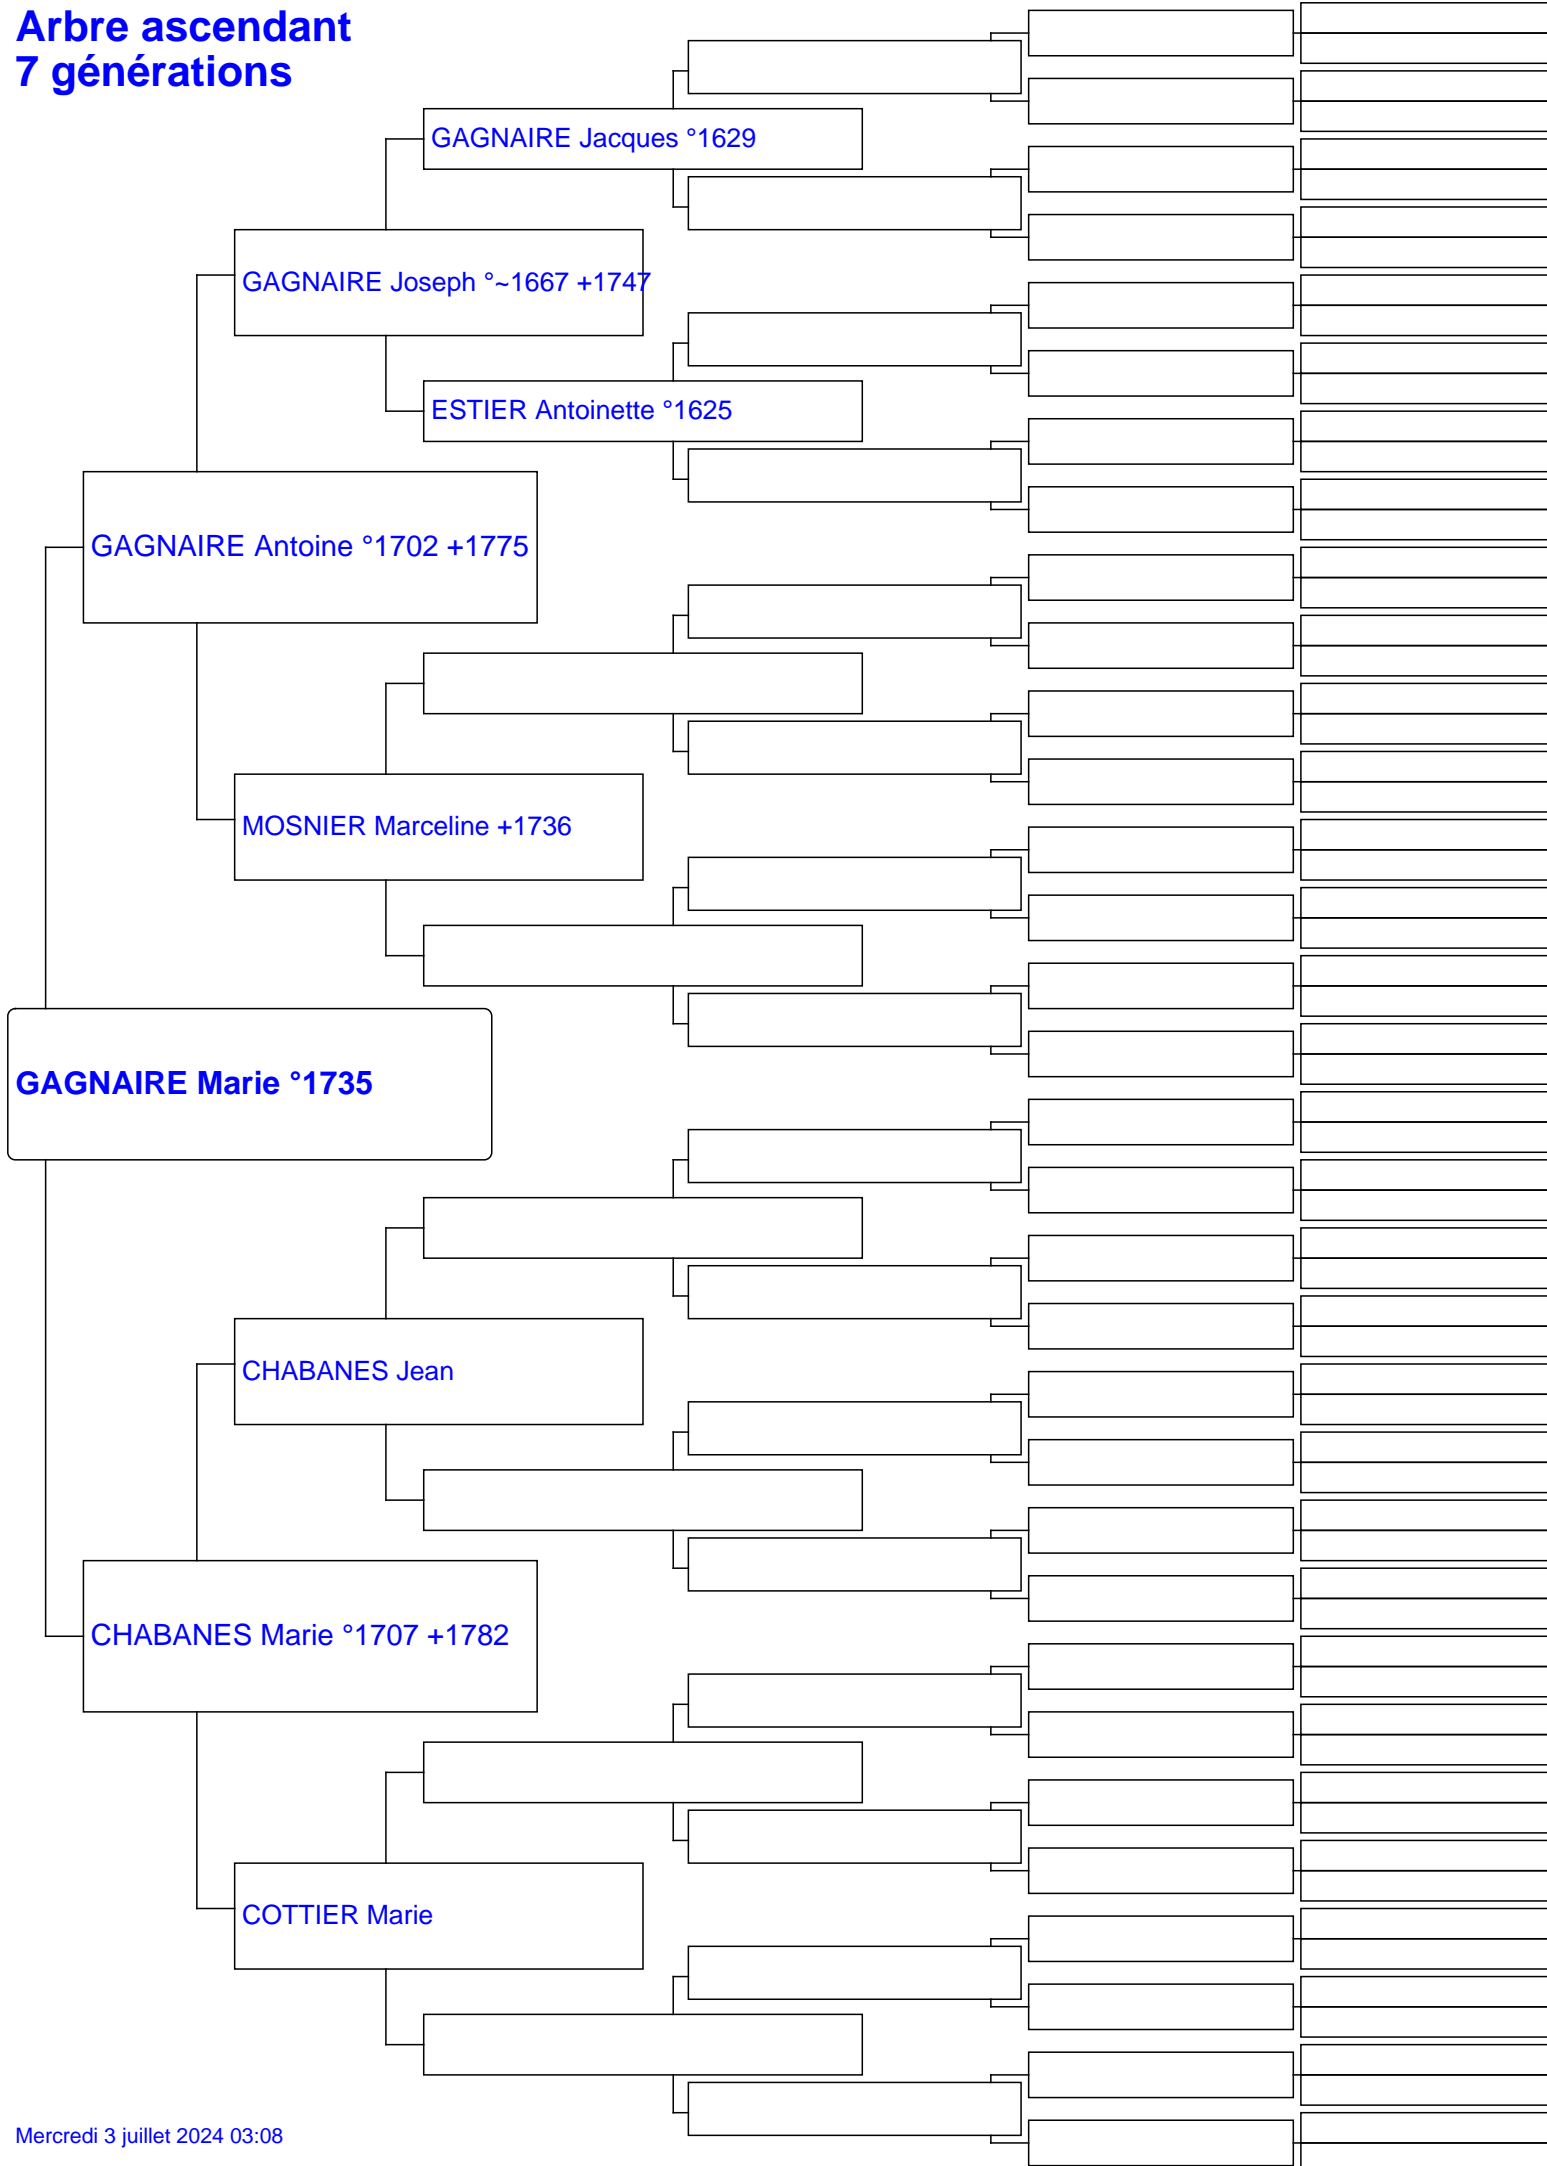 Arbre ascendant
7 générations
GAGNAIRE Jacques °1629
GAGNAIRE Joseph °~1667 +1747
ESTIER Antoinette °1625
GAGNAIRE Antoine °1702 +1775
MOSNIER Marceline +1736
GAGNAIRE Marie °1735
CHABANES Jean
CHABANES Marie °1707 +1782
COTTIER Marie
Mercredi 3 juillet 2024 03:08